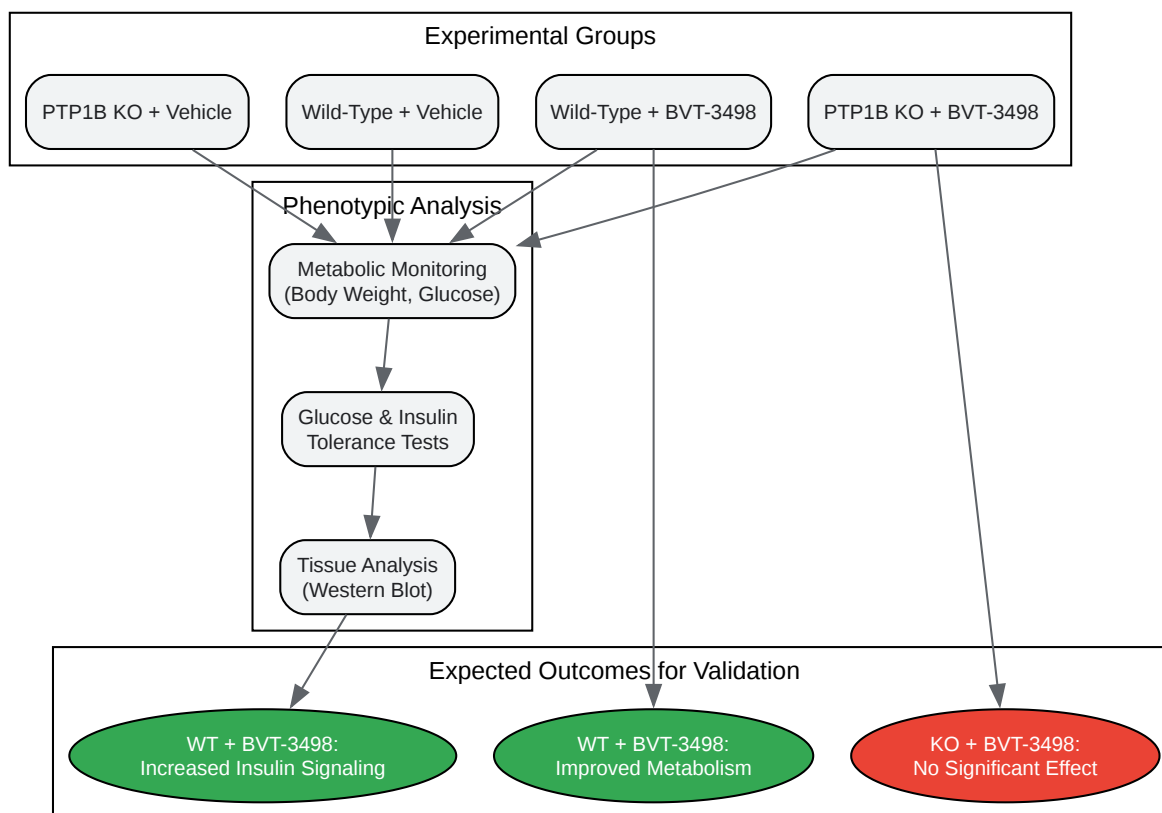 Experimental Groups
PTP1B KO + Vehicle
Wild-Type + Vehicle
Wild-Type + BVT-3498
PTP1B KO + BVT-3498
Phenotypic Analysis
Metabolic Monitoring
(Body Weight, Glucose)
Glucose & Insulin
Tolerance Tests
Tissue Analysis
(Western Blot)
Expected Outcomes for Validation
WT + BVT-3498:
Increased Insulin Signaling
WT + BVT-3498:
Improved Metabolism
KO + BVT-3498:
No Significant Effect